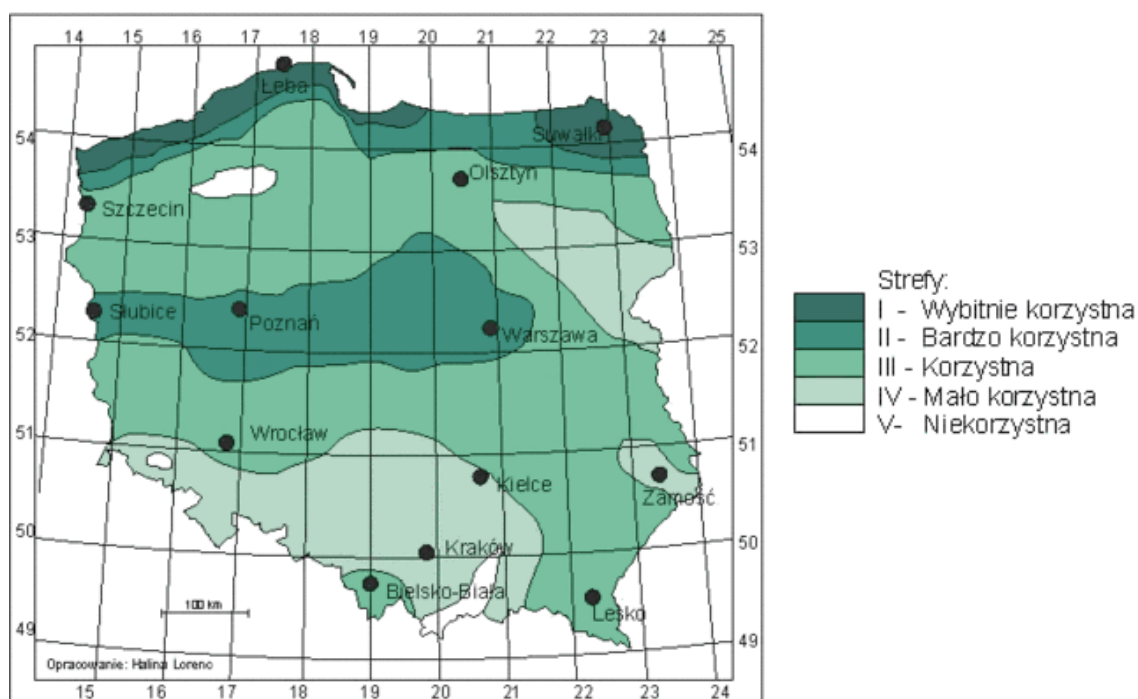 14 15 16 17 18 19 20 21 22 23 24 25
Łeba
Suwałki
54 54
Olsztyn
Szczecin
53 53
Słubice
Poznań
Warszawa
52 52
Wrocław
51 51
Kielce
Zamość
50 50
Kraków
Bielsko-Biała
Lesko
100 km
49 49
Opracowanie: Halina Lorenc
15 16 17 18 19 20 21 22 23 24
Strefy:
I - Wybitnie korzystna
II - Bardzo korzystna
III - Korzystna
IV - Mało korzystna
V- Niekorzystna